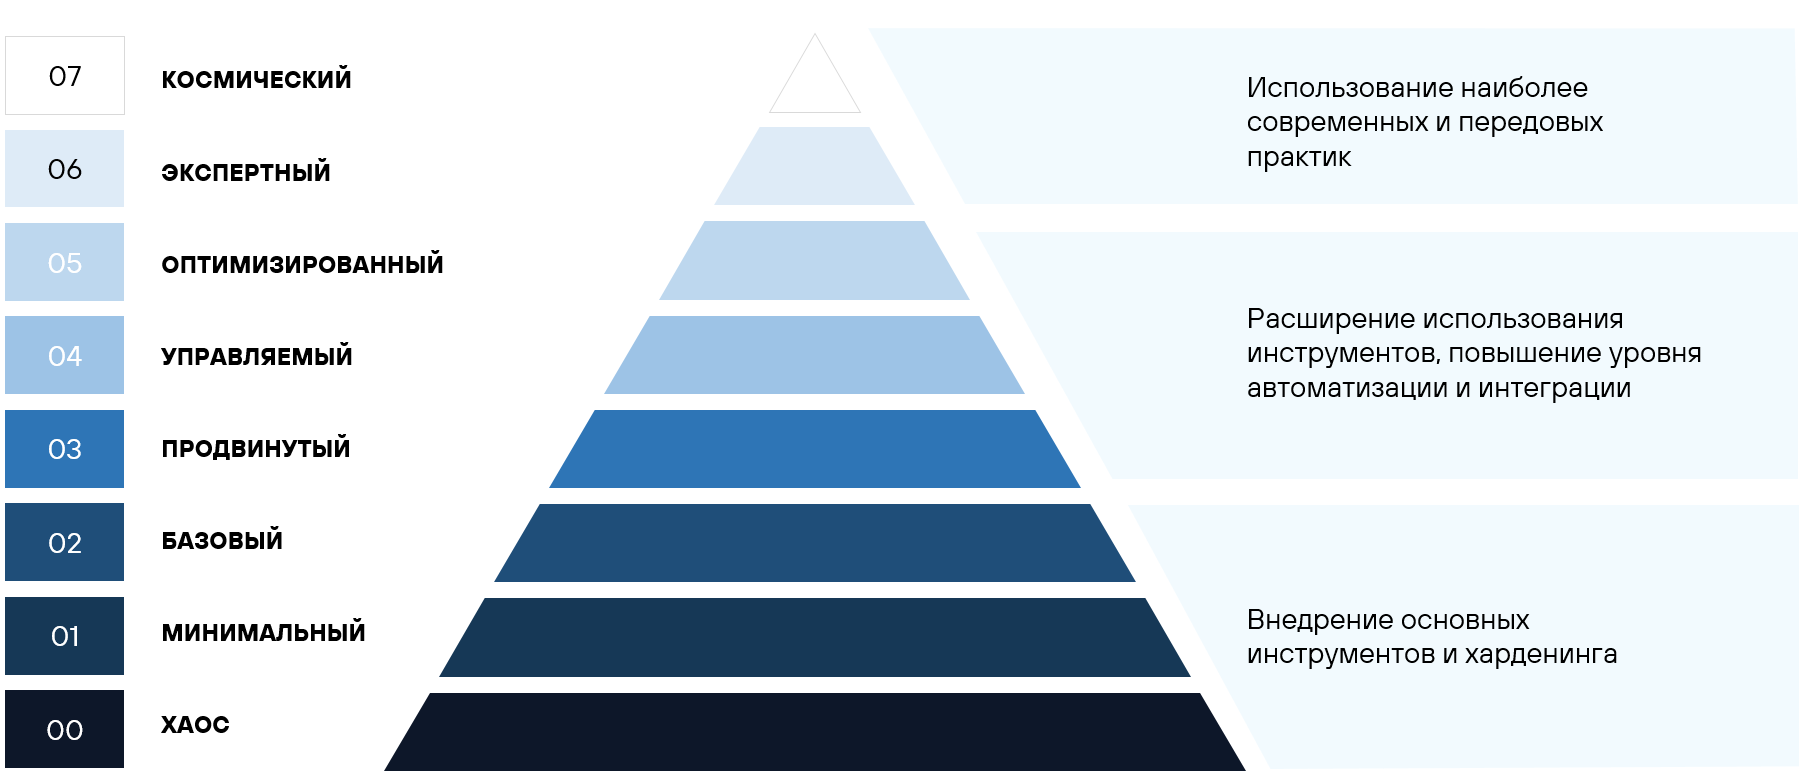 07
КОСМИЧЕСКИЙ
06
ЭКСПЕРТНЫЙ
05
ОПТИМИЗИРОВАННЫЙ
04
УПРАВЛЯЕМЫЙ
03
ПРОДВИНУТЫЙ
02
БАЗОВЫЙ
01
МИНИМАЛЬНЫЙ
00
ХАОС
Использование наиболее
современных и передовых
практик
Расширение использования
инструментов, повышение уровня
автоматизации и интеграции
Внедрение основных
инструментов и харденинга